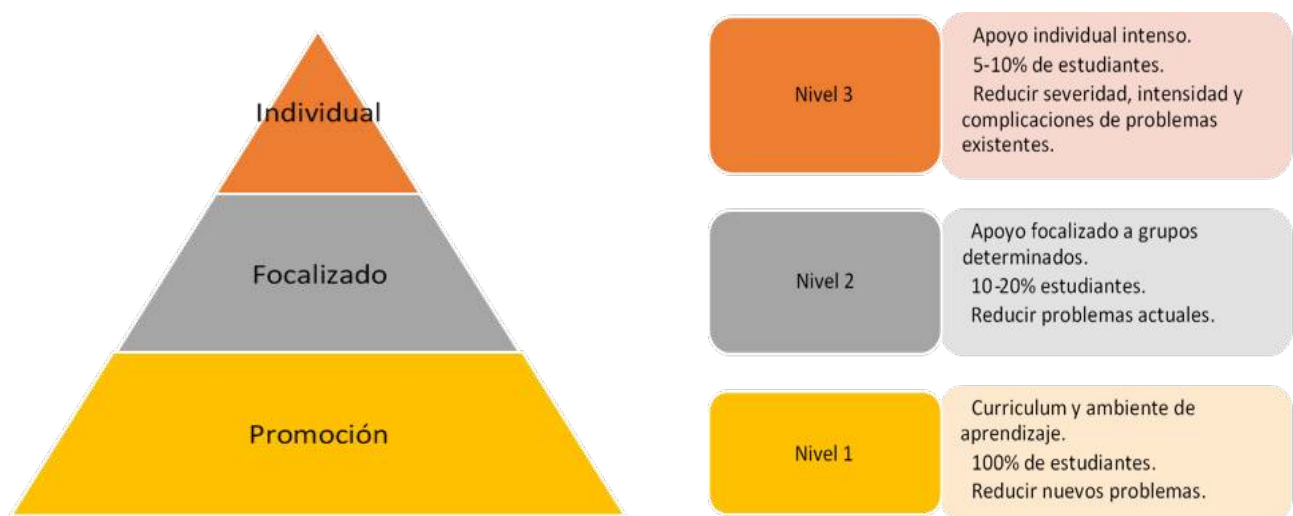 Individual
Focalizado
Promoción
Nivel 3
Apoyo individual intenso.
5-10% de estudiantes.
Reducir severidad, intensidad y
complicaciones de problemas
existentes.
Nivel 2
Apoyo focalizado a grupos
determinados.
10-20% estudiantes.
Reducir problemas actuales.
Nivel 1
Curriculum y ambiente de
aprendizaje.
100% de estudiantes.
Reducir nuevos problemas.